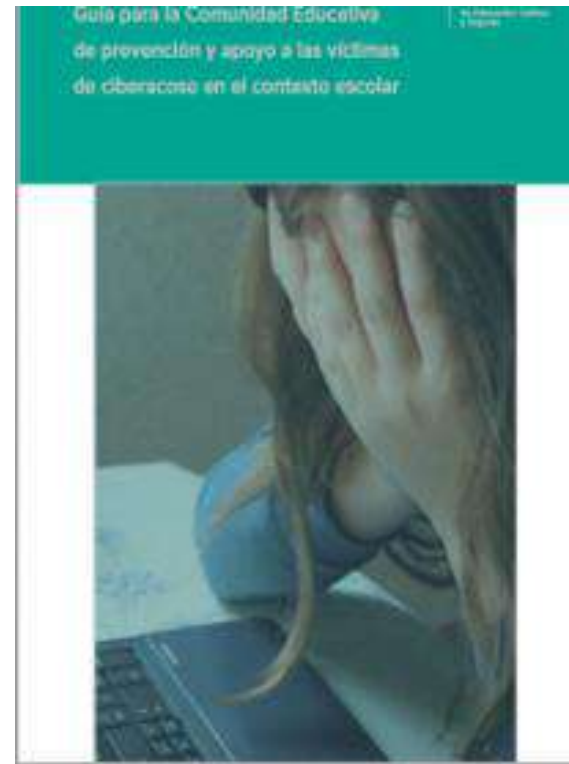 Guía para la Comunidad Educativa
de prevención y apoyo a las víctimas
de ciberacoso en el contexto escolar